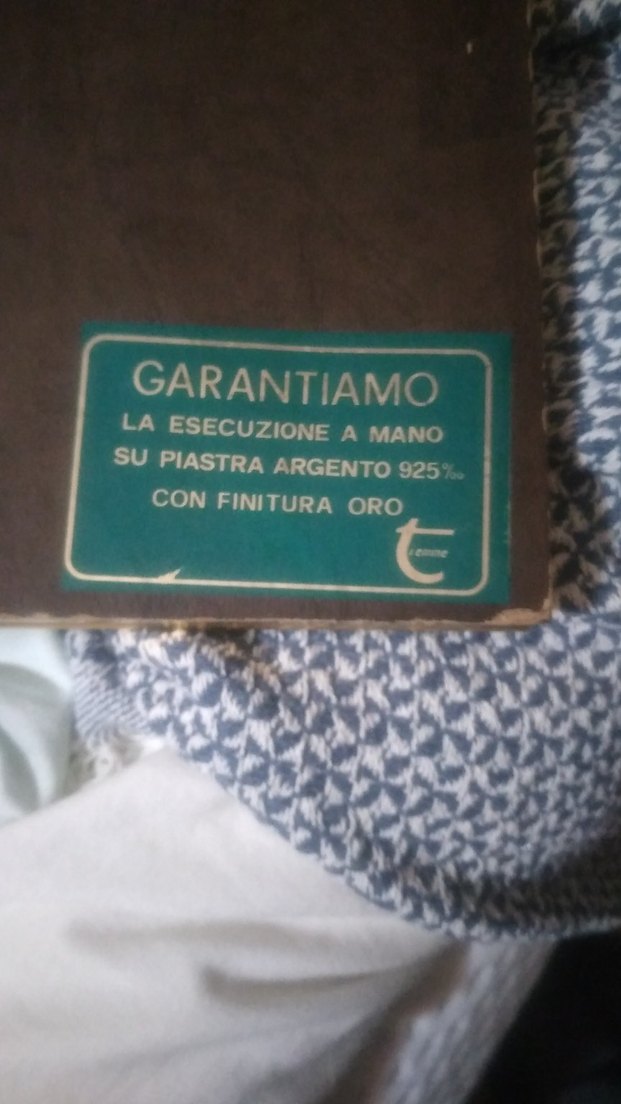 GARANTIAMO
LA ESECUZIONE A MANO
SU PIASTRA ARGENTO 925‰
CON FINITURA ORO